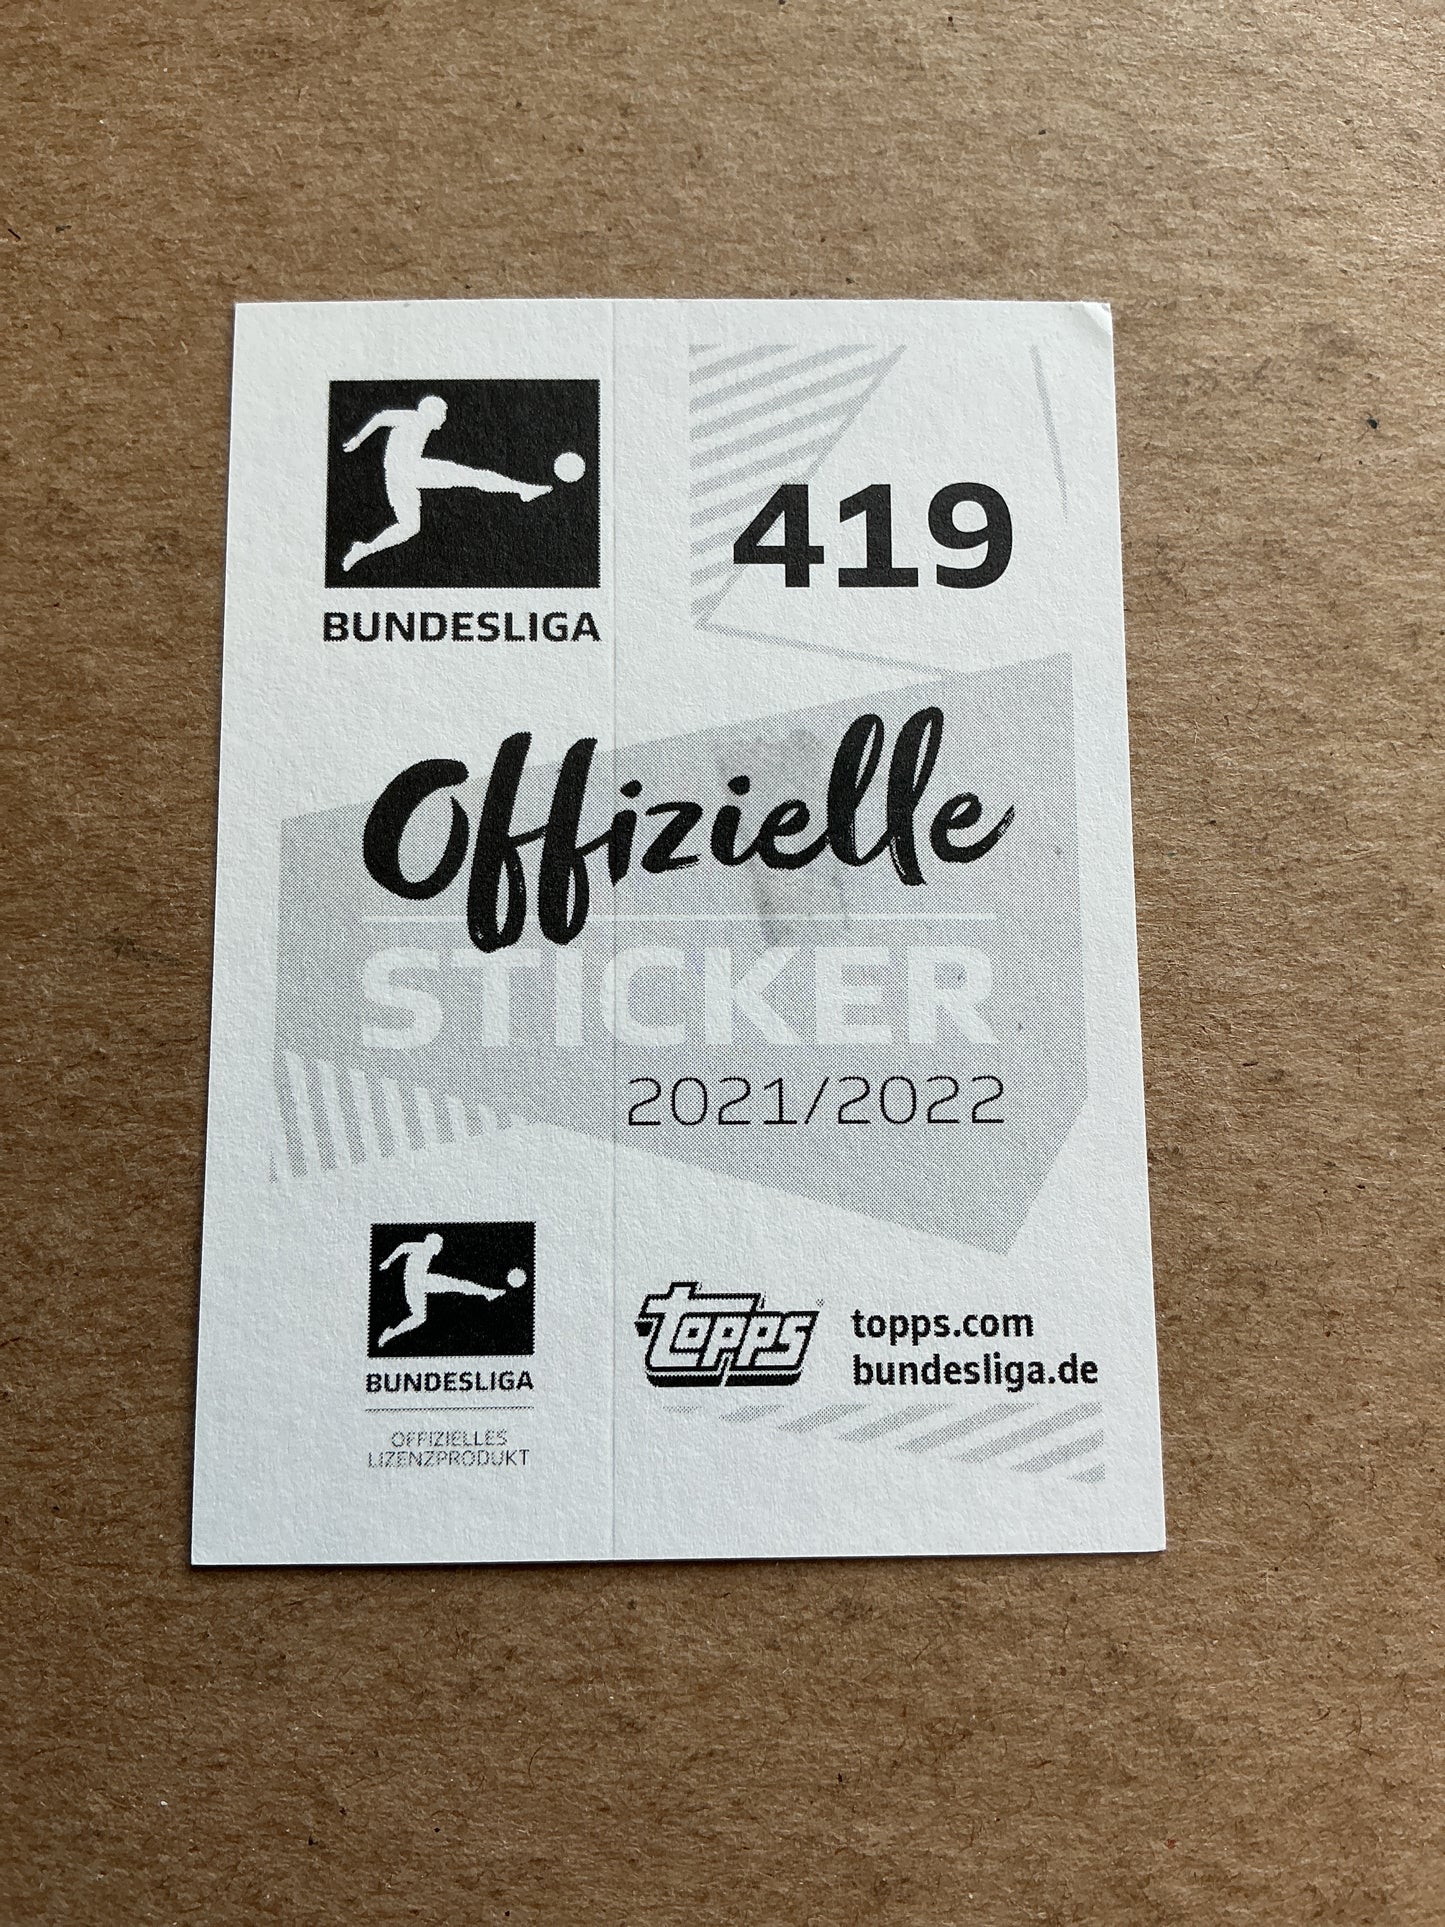 419
BUNDESLIGA
Offizielle
STICKER
2021/2022
BUNDESLIGA
OFFIZIELLES
LIZENZPRODUKT
topps
topps.com
bundesliga.de